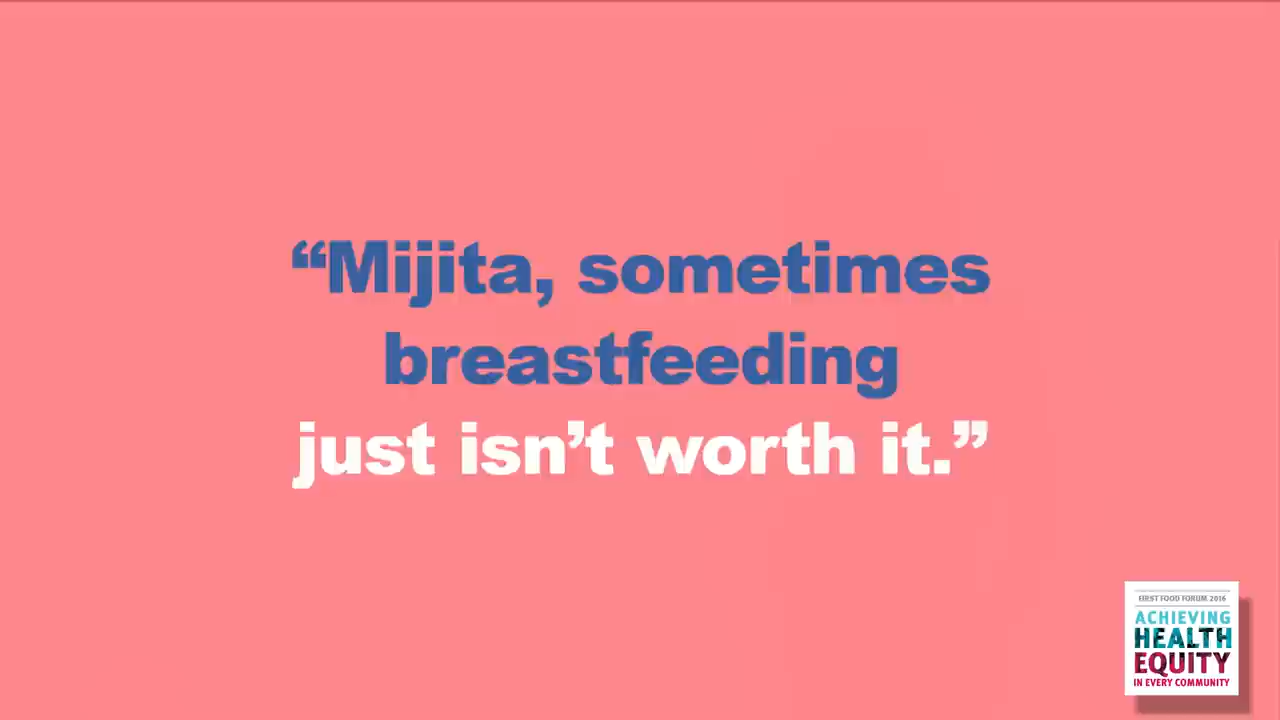 “Mijita, sometimes
breastfeeding
just isn’t worth it.”
FIRST FOOD FORUM 2016
ACHIEVING
HEALTH
EQUITY
IN EVERY COMMUNITY